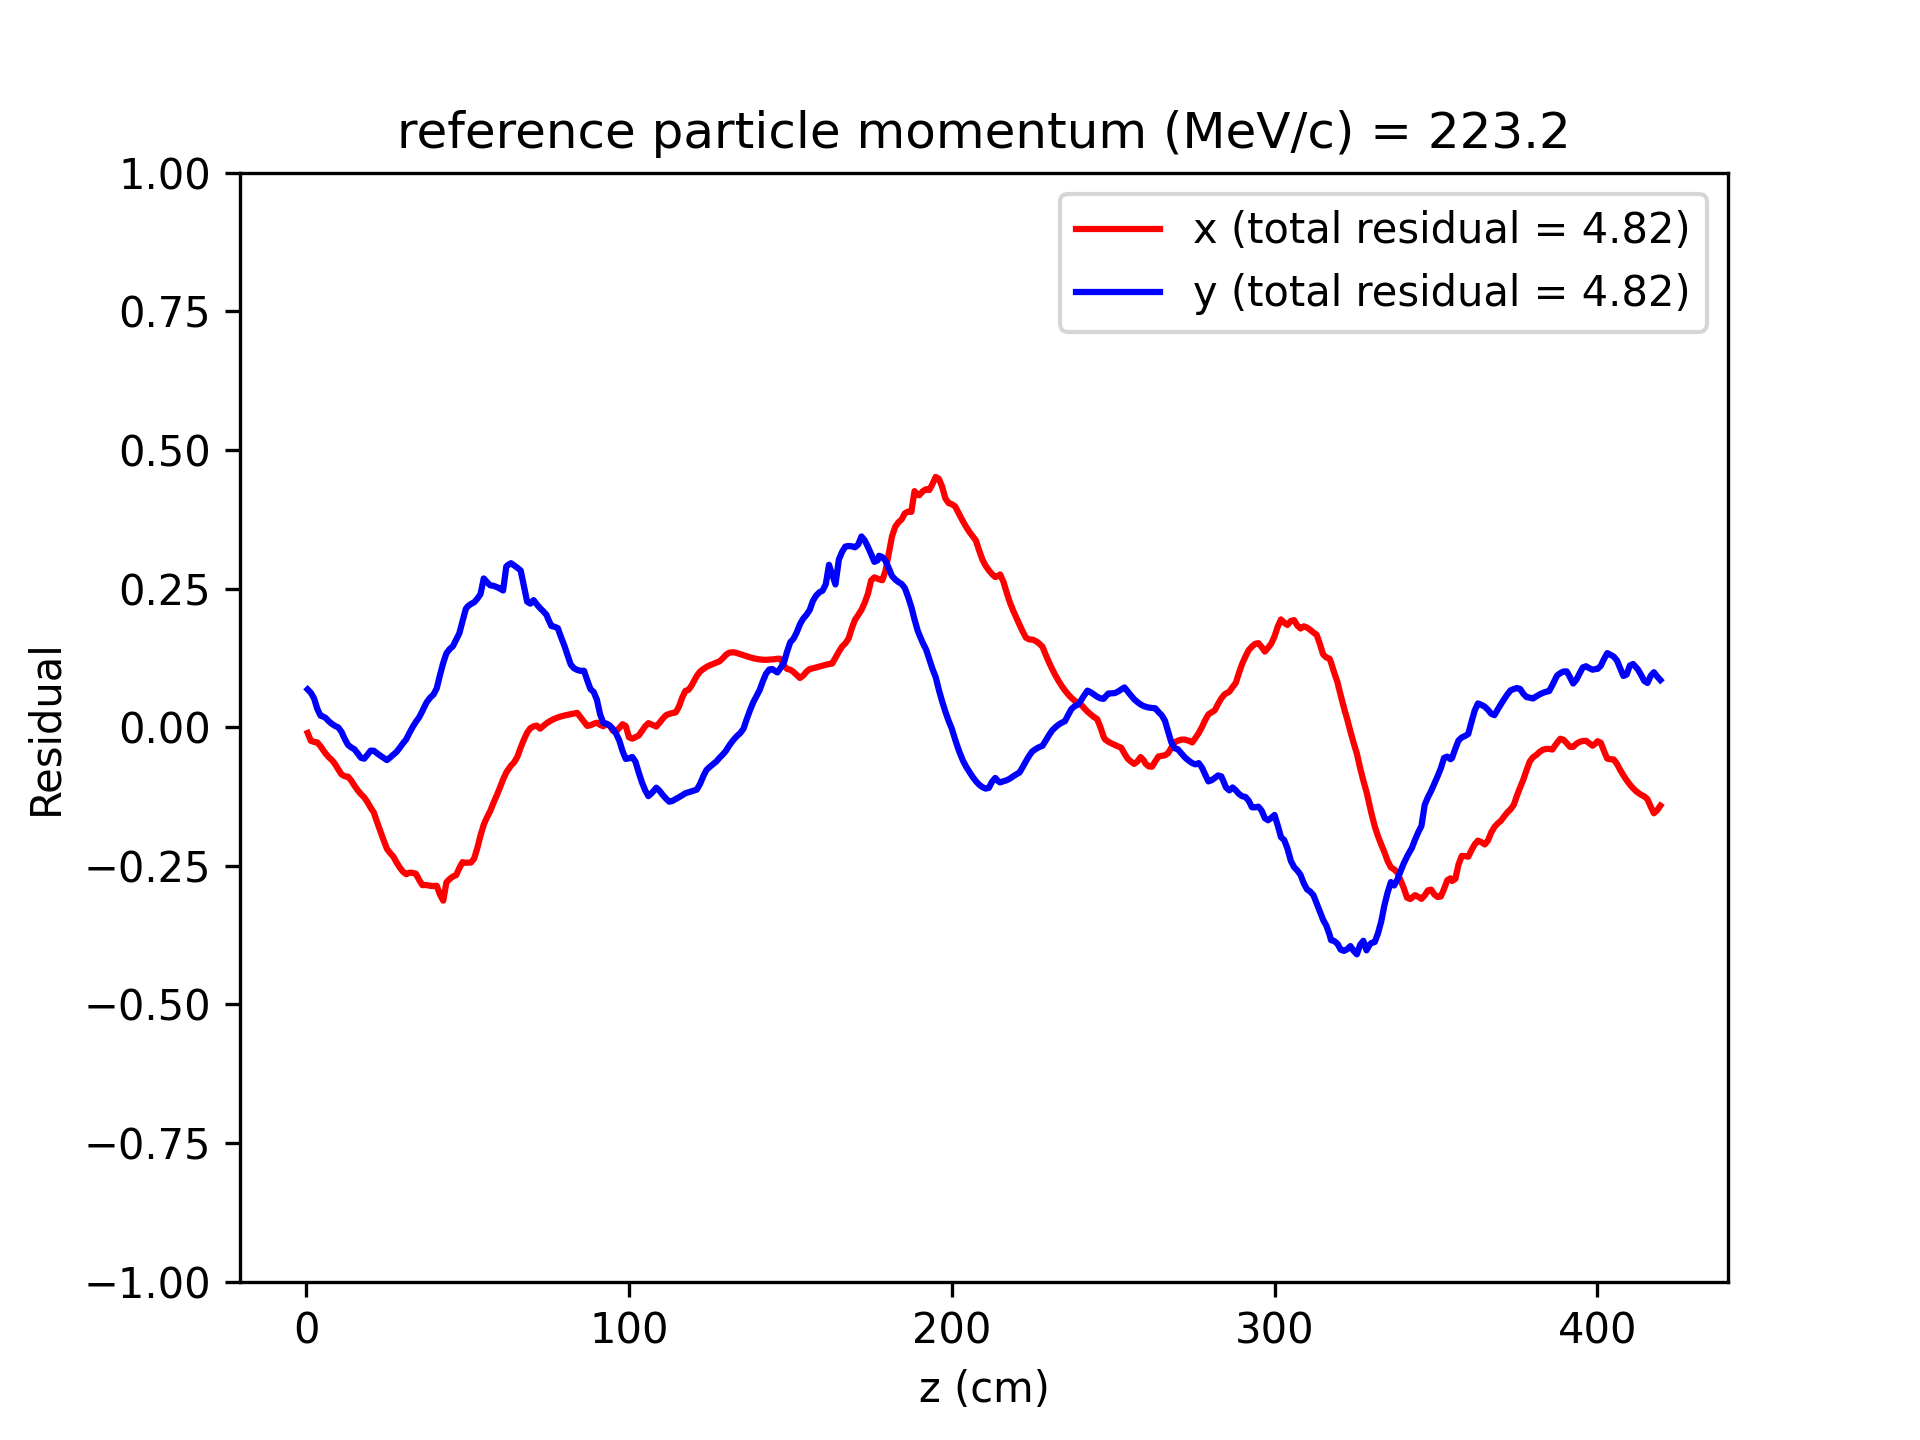 reference particle momentum (MeV/c) = 223.2
x (total residual = 4.82)
y (total residual = 4.82)
Residual
1.00
0.75
0.50
0.25
0.00
−0.25
−0.50
−0.75
−1.00
0 100 200 300 400
z (cm)